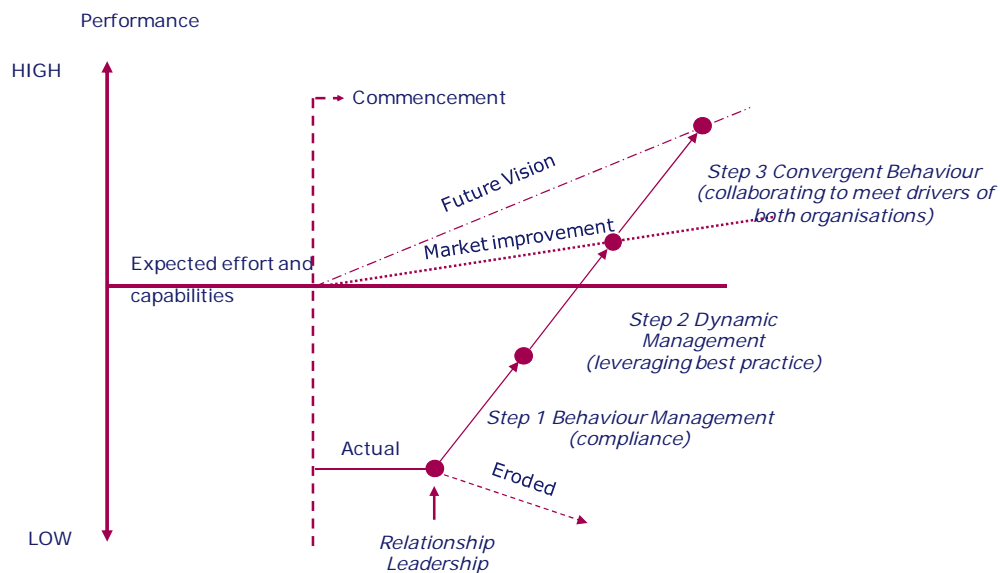 Performance
HIGH
Commencement
Future Vision
Step 3 Convergent Behaviour
(collaborating to meet drivers of
both organisations)
Market improvement
Expected effort and
capabilities
Step 2 Dynamic
Management
(leveraging best practice)
Step 1 Behaviour Management
(compliance)
Actual
Eroded
LOW
Relationship
Leadership